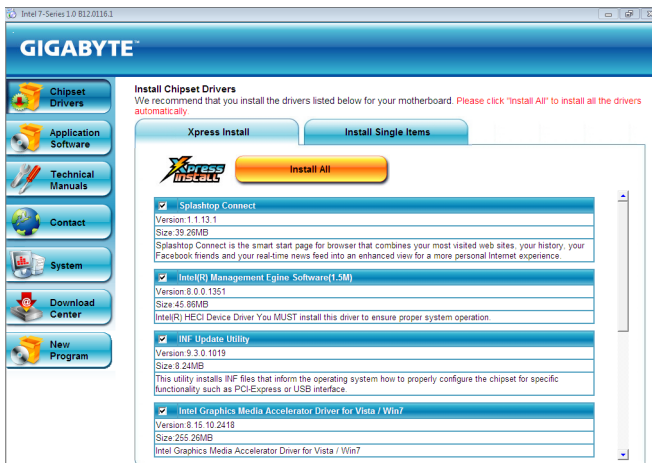 Intel 7-Series 1.0 B12.0116.1
GIGABYTE™
Chipset
Drivers
Application
Software
Technical
Manuals
Contact
System
Download
Center
New
Program
Install Chipset Drivers
We recommend that you install the drivers listed below for your motherboard. Please click "Install All" to install all the drivers
automatically.
Xpress Install
Install Single Items
Xpress
Install
Install All
Splashtop Connect
Version:1.1.13.1
Size:39.26MB
Splashtop Connect is the smart start page for browser that combines your most visited web sites, your history, your
Facebook friends and your real-time news feed into an enhanced view for a more personal Internet experience.
Intel(R) Management Egine Software(1.5M)
Version:8.0.0.1351
Size:45.86MB
Intel(R) HECI Device Driver You MUST install this driver to ensure proper system operation.
INF Update Utility
Version:9.3.0.1019
Size:8.24MB
This utility installs INF files that inform the operating system how to properly configure the chipset for specific
functionality such as PCI-Express or USB interface.
Intel Graphics Media Accelerator Driver for Vista / Win7
Version:8.15.10.2418
Size:255.26MB
Intel Graphics Media Accelerator Driver for Vista / Win7